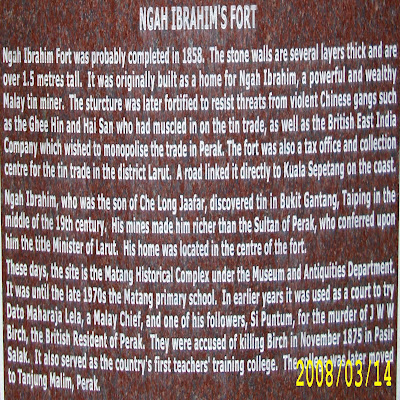 NGAH IBRAHIM'S FORT
Ngah Ibrahim Fort was probably completed in 1858. The stone walls are several layers thick and are
over 1.5 metres tall. It was originally built as a home for Ngah Ibrahim, a powerful and wealthy
Malay tin miner. The sturcture was later fortified to resist threats from violent Chinese gangs such
as the Ghee Hin and Hai San who had muscled in on the tin trade, as well as the British East India
Company which wished to monopolise the trade in Perak. The fort was also a tax office and collection
centre for the tin trade in the district Larut. A road linked it directly to Kuala Sepetang on the coast.
Ngah Ibrahim, who was the son of Che Long Jaafar, discovered tin in Bukit Gantang, Taiping in the
middle of the 19th century. His mines made him richer than the Sultan of Perak, who conferred upon
him the title Minister of Larut. His home was located in the centre of the fort.
These days, the site is the Matang Historical Complex under the Museum and Antiquities Department.
It was until the late 1970s the Matang primary school. In earlier years it was used as a court to try
Dato Maharaja Lela, a Malay Chief, and one of his followers, Si Puntum, for the murder of J W W
Birch, the British Resident of Perak. They were accused of killing Birch in November 1875 in Pasir
Salak. It also served as the country's first teachers' training college. The was moved
to Tanjung Malim, Perak.
2008/03/14